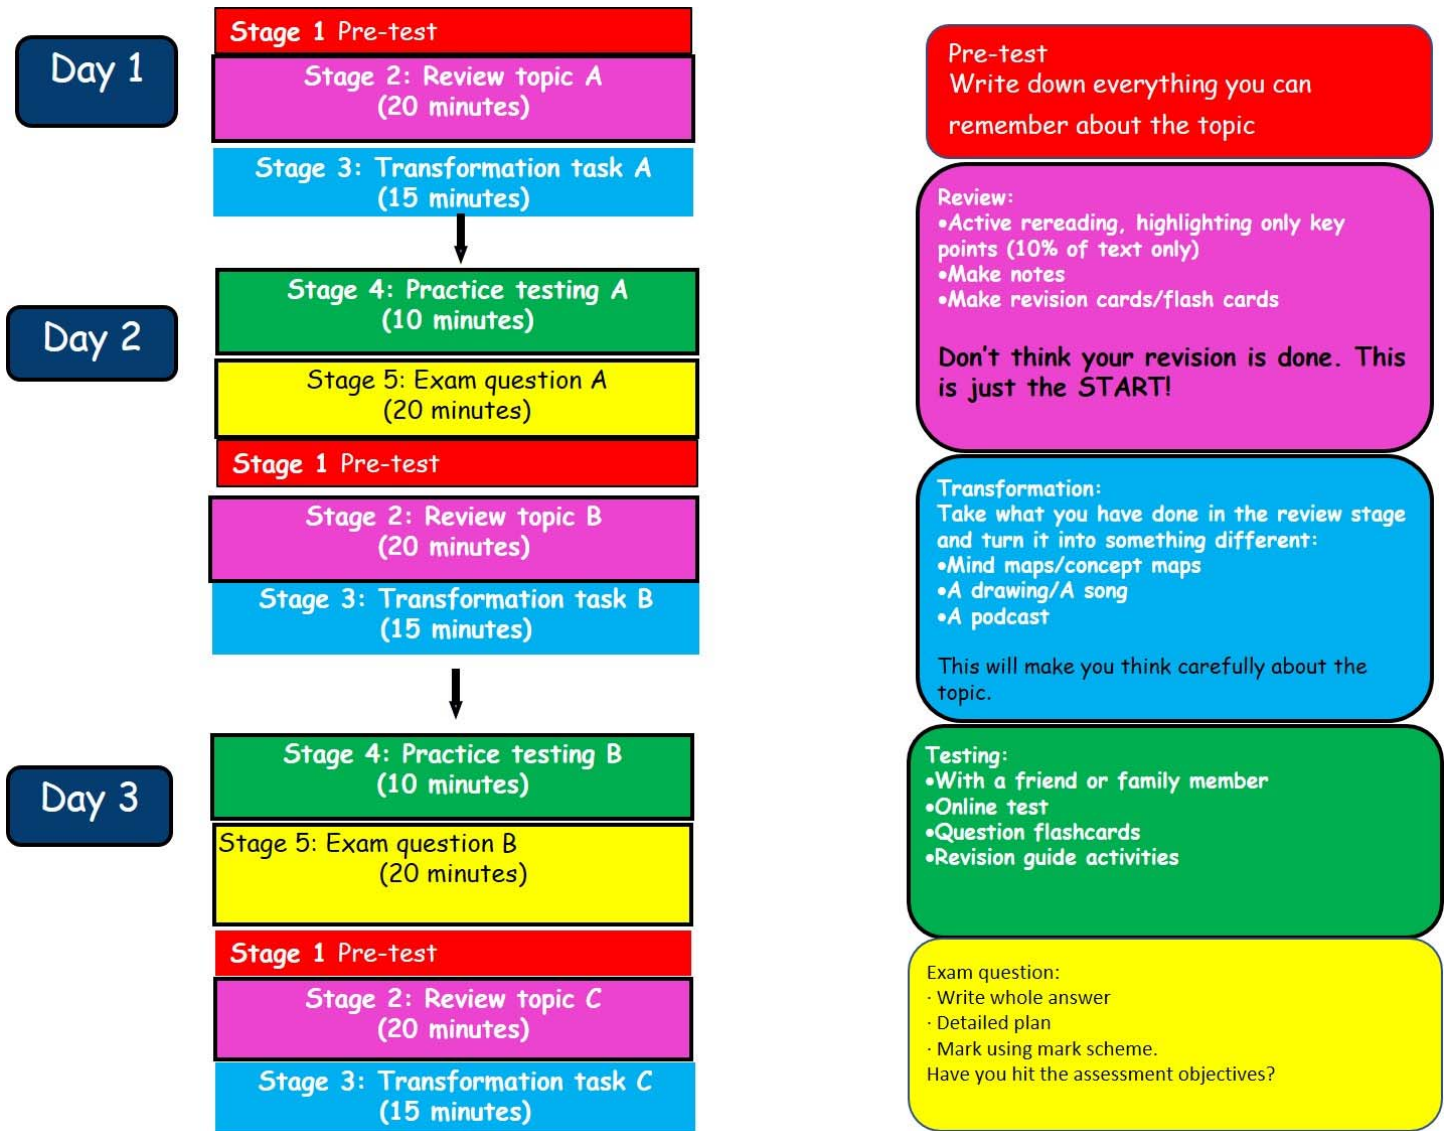 Day 1
Stage 1 Pre-test
Stage 2: Review topic A
(20 minutes)
Stage 3: Transformation task A
(15 minutes)
Day 2
Stage 4: Practice testing A
(10 minutes)
Stage 5: Exam question A
(20 minutes)
Stage 1 Pre-test
Stage 2: Review topic B
(20 minutes)
Stage 3: Transformation task B
(15 minutes)
Day 3
Stage 4: Practice testing B
(10 minutes)
Stage 5: Exam question B
(20 minutes)
Stage 1 Pre-test
Stage 2: Review topic C
(20 minutes)
Stage 3: Transformation task C
(15 minutes)
Pre-test
Write down everything you can
remember about the topic
Review:
•Active rereading, highlighting only key
points (10% of text only)
•Make notes
•Make revision cards/flash cards
Don't think your revision is done. This
is just the START!
Transformation:
Take what you have done in the review stage
and turn it into something different:
•Mind maps/concept maps
•A drawing/A song
•A podcast
This will make you think carefully about the
topic.
Testing:
•With a friend or family member
•Online test
•Question flashcards
•Revision guide activities
Exam question:
· Write whole answer
· Detailed plan
· Mark using mark scheme.
Have you hit the assessment objectives?